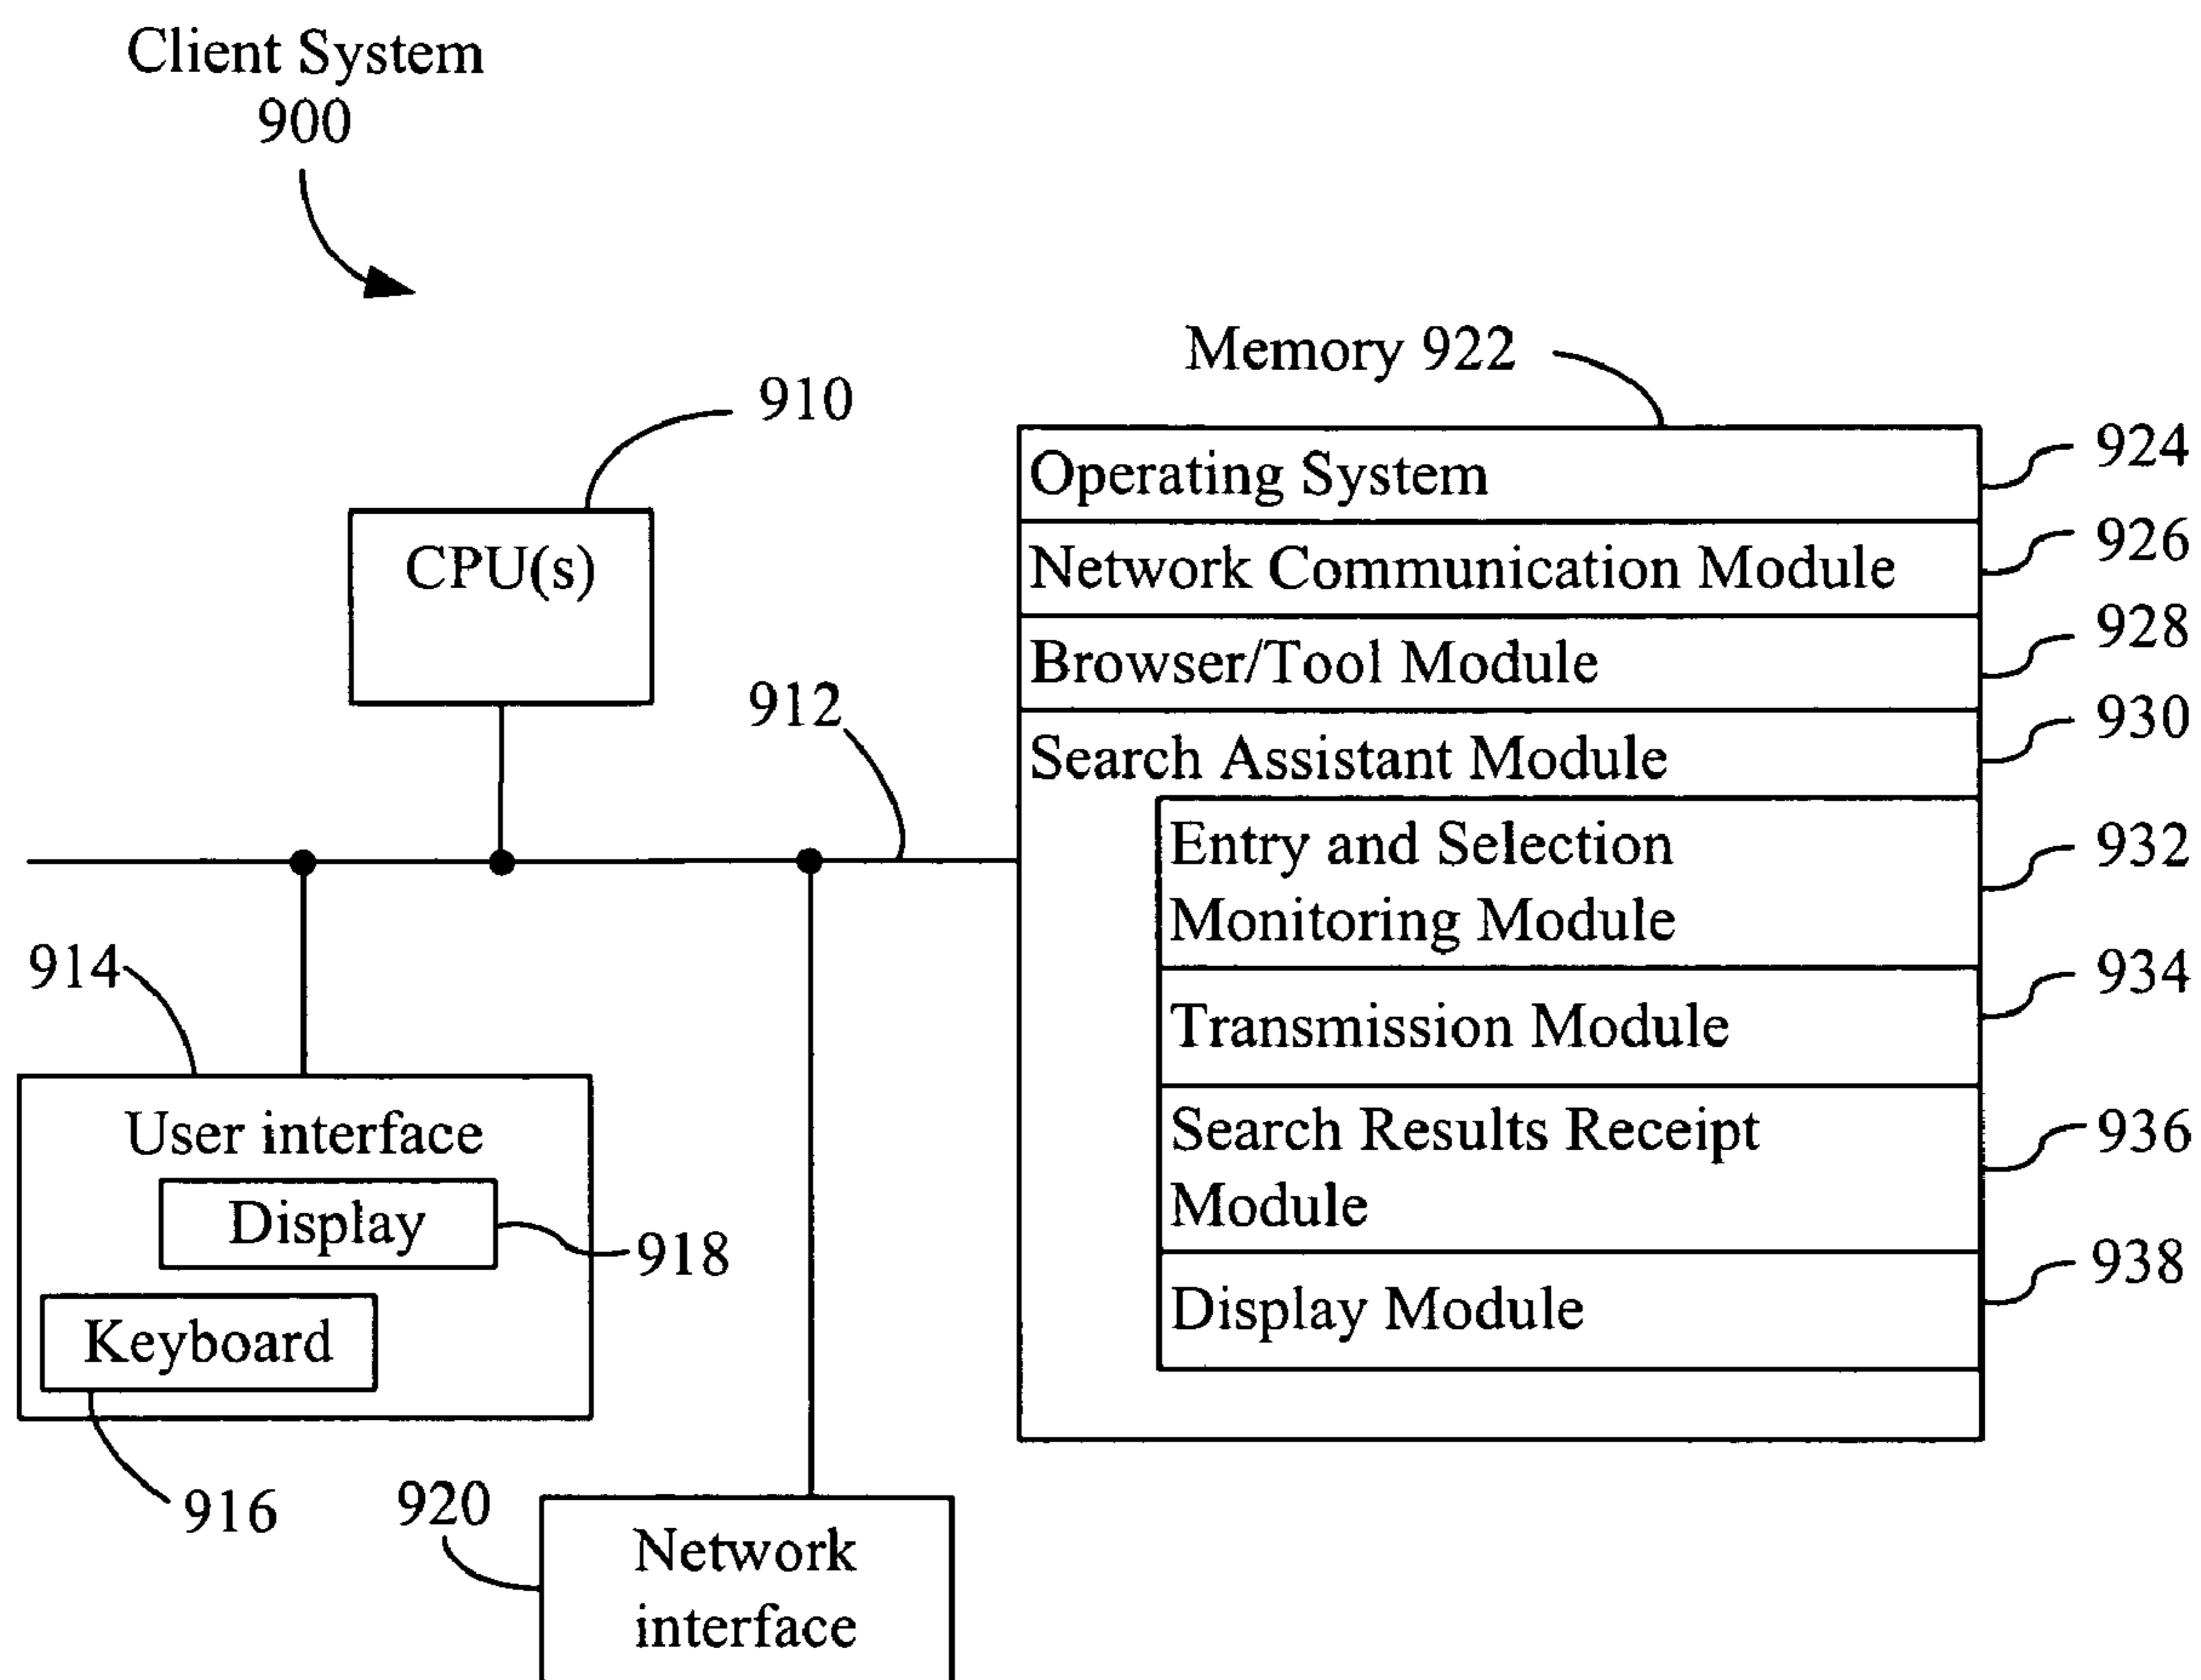 Client System
900
Memory 922
910
924
Operating System
926
Network Communication Module
CPU(s)
928
Browser/Tool Module
912
930
Search Assistant Module
932
Entry and Selection
Monitoring Module
914
934
Transmission Module
User interface
936
Search Results Receipt
Module
Display
918
938
Display Module
Keyboard
916
920
Network
interface